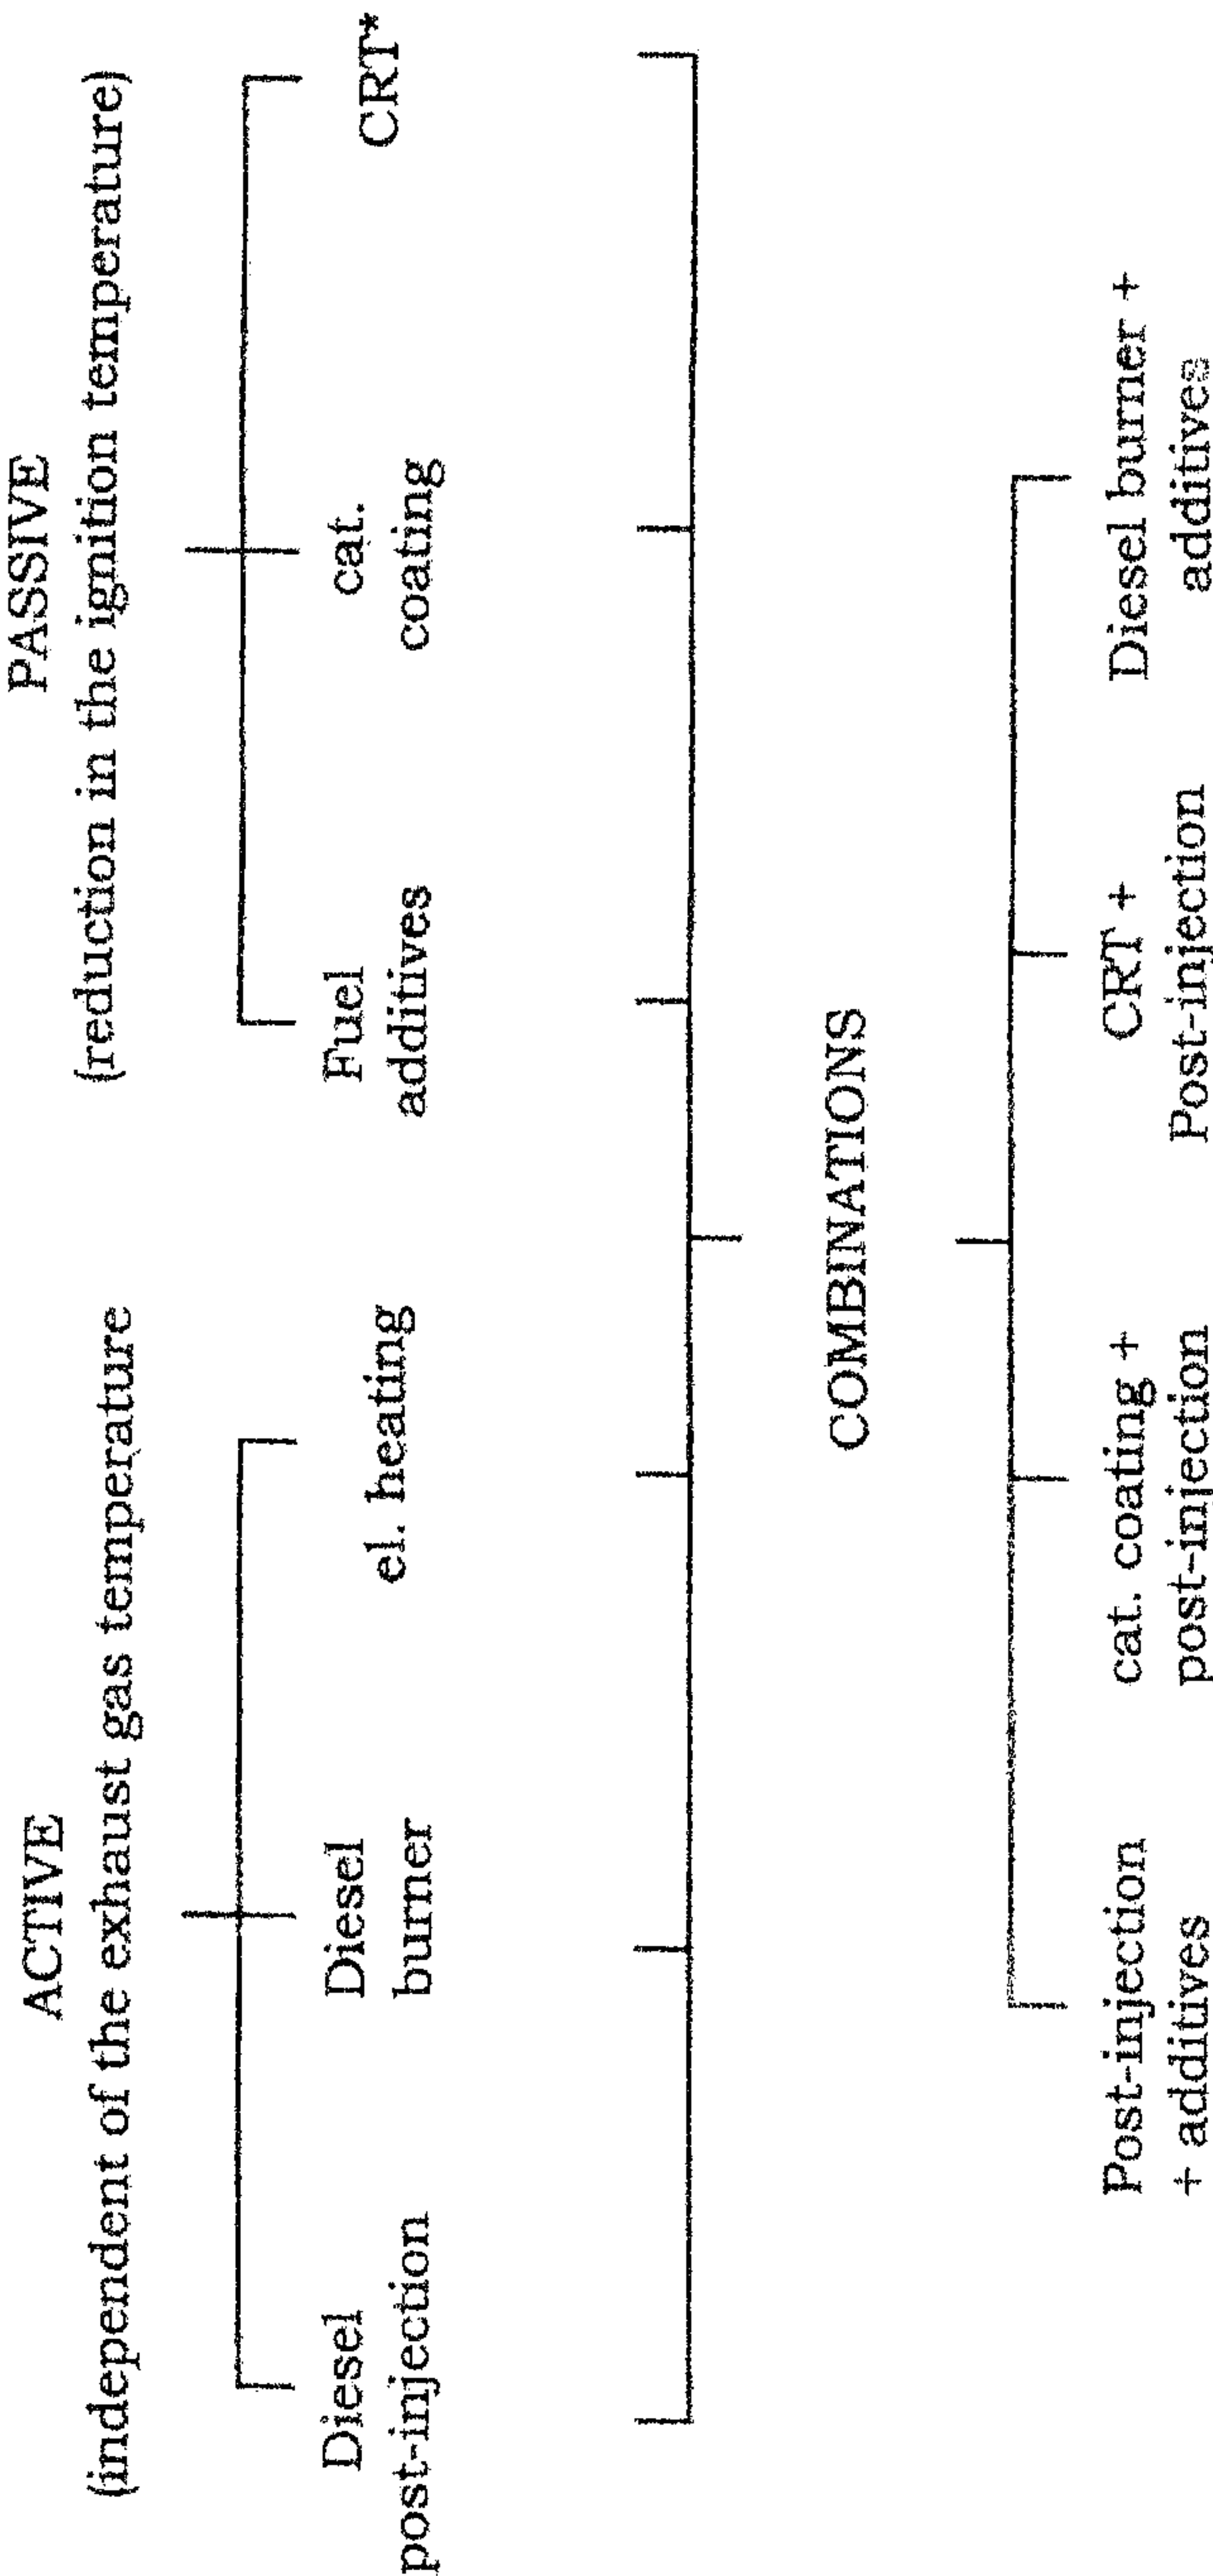 ACTIVE
(independent of the exhaust gas temperature
Diesel
post-injection
Diesel
burner
el. heating
PASSIVE
(reduction in the ignition temperature)
Fuel
additives
cat.
coating
CRT*
COMBINATIONS
Post-injection
+ additives
cat. coating +
post-injection
CRT +
Post-injection
Diesel burner +
additives